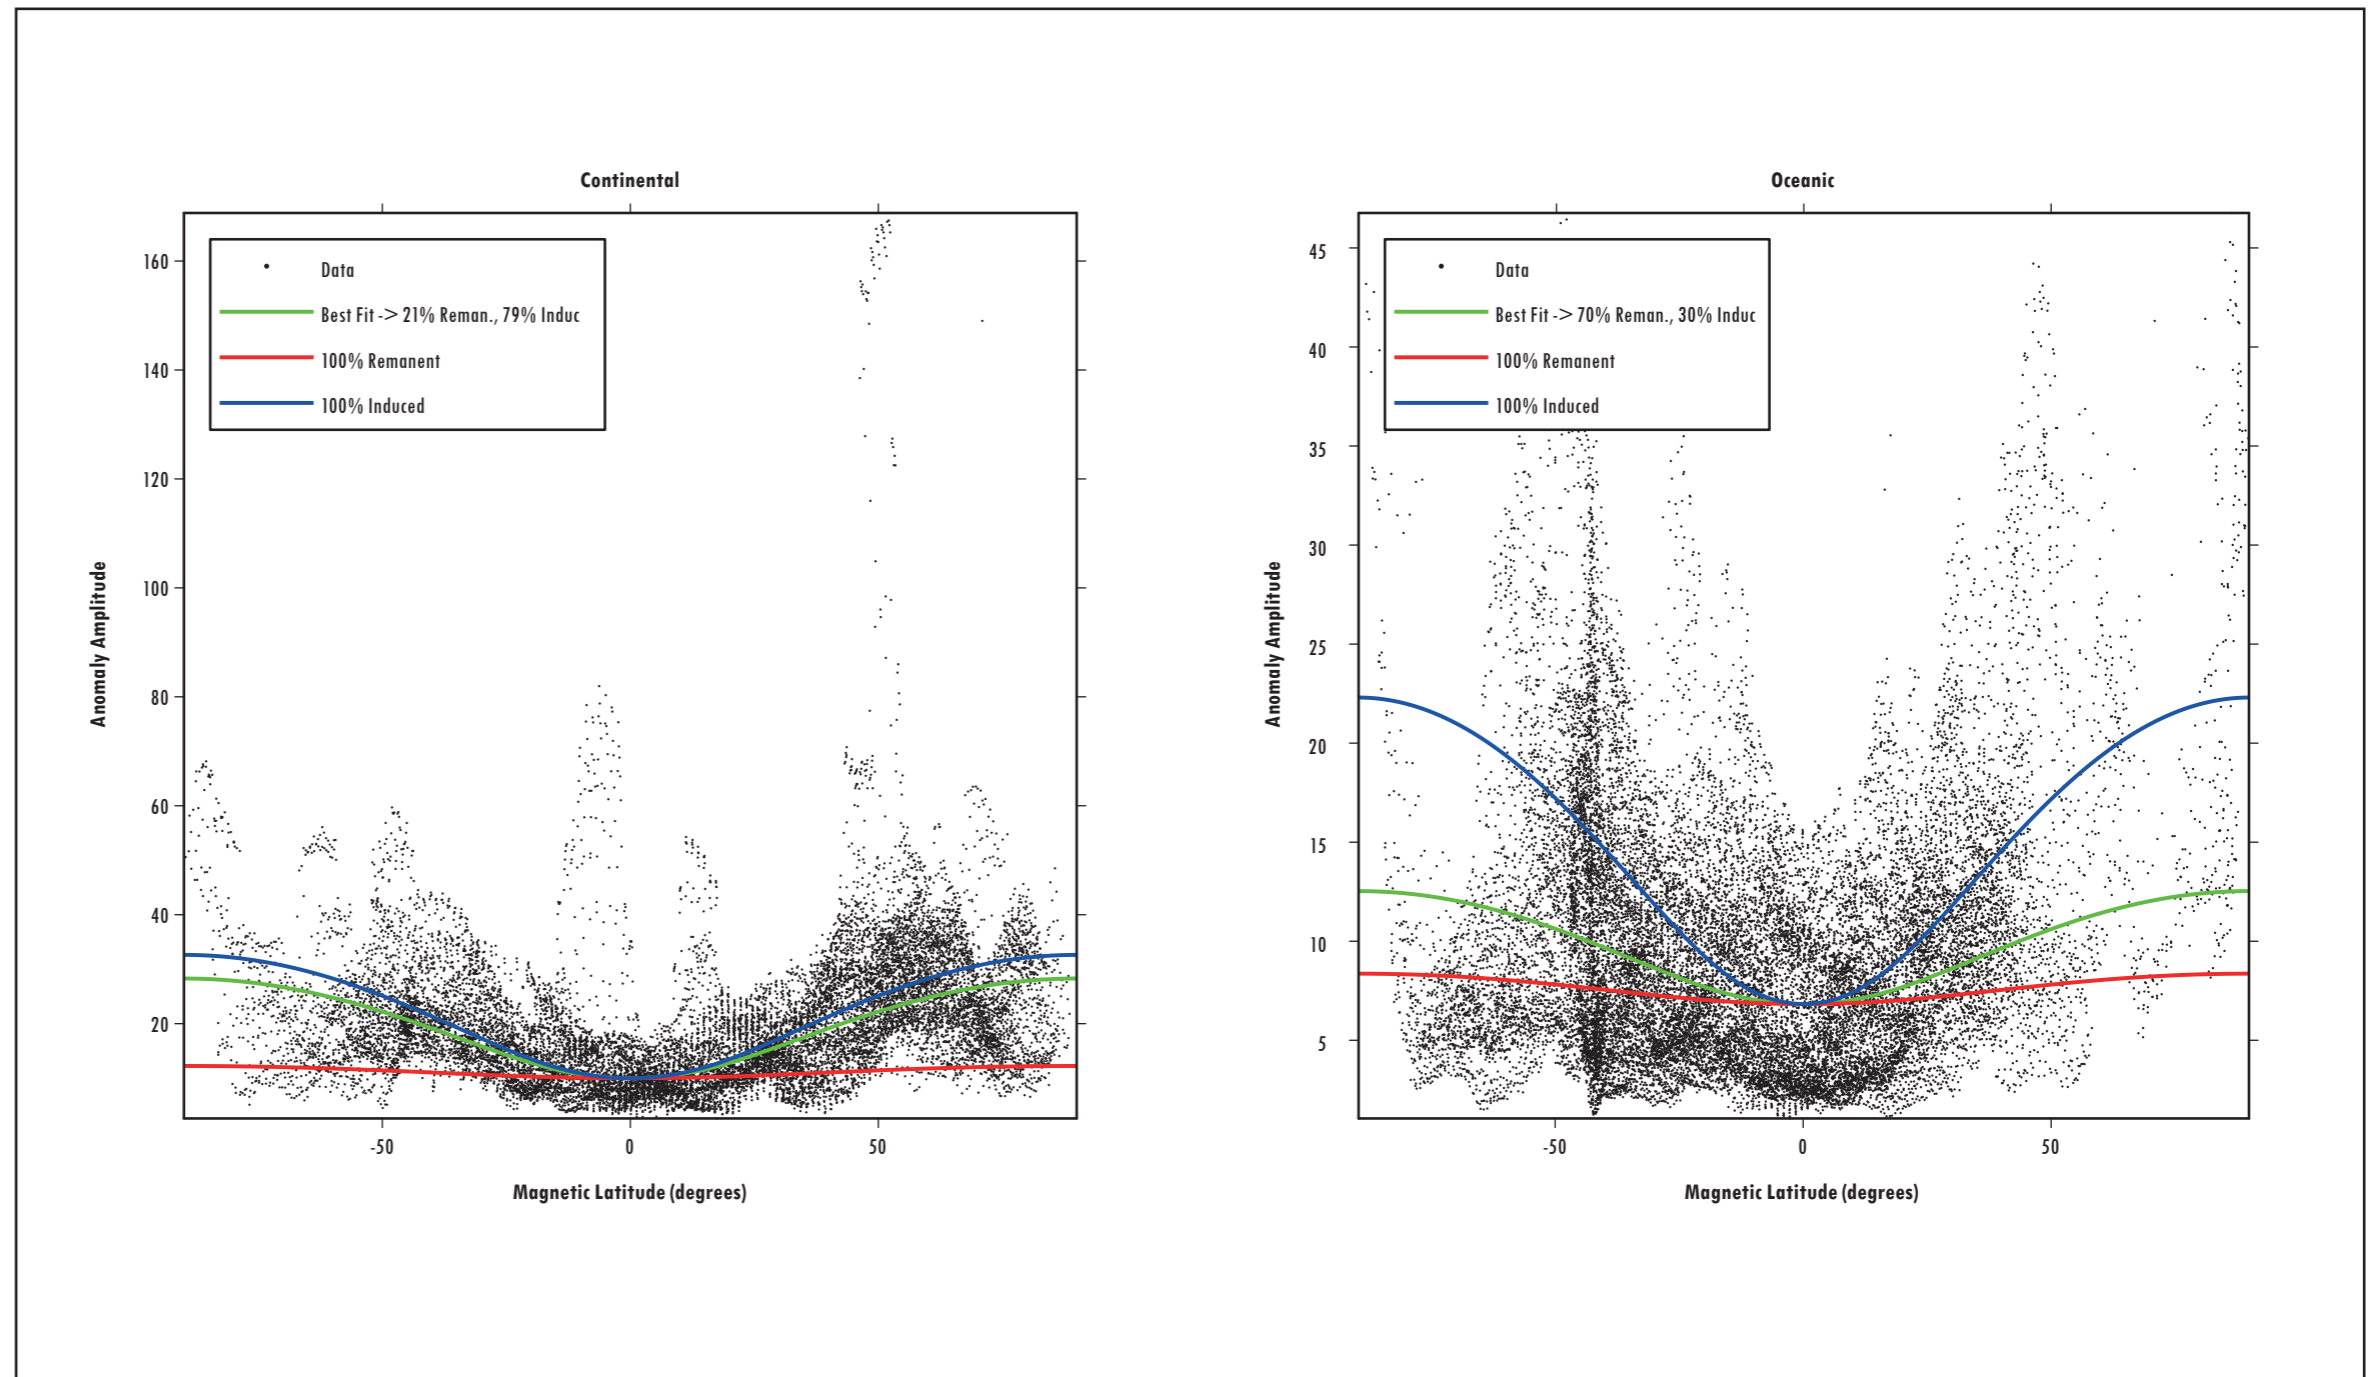 Continental
160
140
120
100
80
60
40
20
Anomaly Amplitude
Data
Best Fit -> 21% Reman., 79% Induc
100% Remanent
100% Induced
-50
0
50
Magnetic Latitude (degrees)
Oceanic
45
40
35
30
25
20
15
10
5
Anomaly Amplitude
Data
Best Fit -> 70% Reman., 30% Induc
100% Remanent
100% Induced
-50
0
50
Magnetic Latitude (degrees)